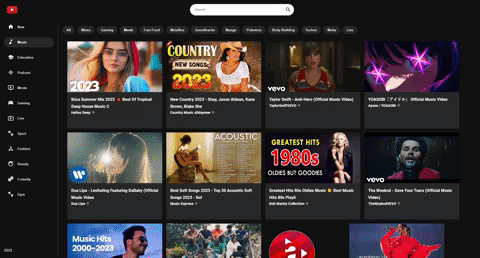 Search
New
All
Mixes
Gaming
Music
Fast Food
Metallica
Soundtracks
Manga
Pokemon
Body-Building
Techno
Moba
Live
Music
Education
Podcast
Movie
Gaming
Live
Sport
Fashion
Beauty
Comedy
Gym
2023
2023
COUNTRY
NEW SONGS
2023
vevo
Ibiza Summer Mix 2023 🍓 Best Of Tropical
Deep House Music C
Helios Deep
New Country 2023 - Shay, Jason Aldean, Kane
Brown, Blake She
Country Music
Taylor Swift - Anti-Hero (Official Music Video)
TaylorSwiftVEVO
YOASOBI「アイドル」 Official Music Video
Ayase / YOASOBI
ACOUSTIC
GREATEST HITS
1980s
OLDIES BUT GOODIES
vevo
Dua Lipa - Levitating Featuring DaBaby (Official
Music Video)
Dua Lipa
Best Soft Songs 2023 - Top 30 Acoustic Soft
Songs 2023 - Sof
Music Express
Greatest Hits 80s Oldies Music 🟠 Best Music
Hits 80s Playli
Bob Marley Collection
The Weeknd - Save Your Tears (Official Music
Video)
TheWeekndVEVO
Music Hits
2000–2023